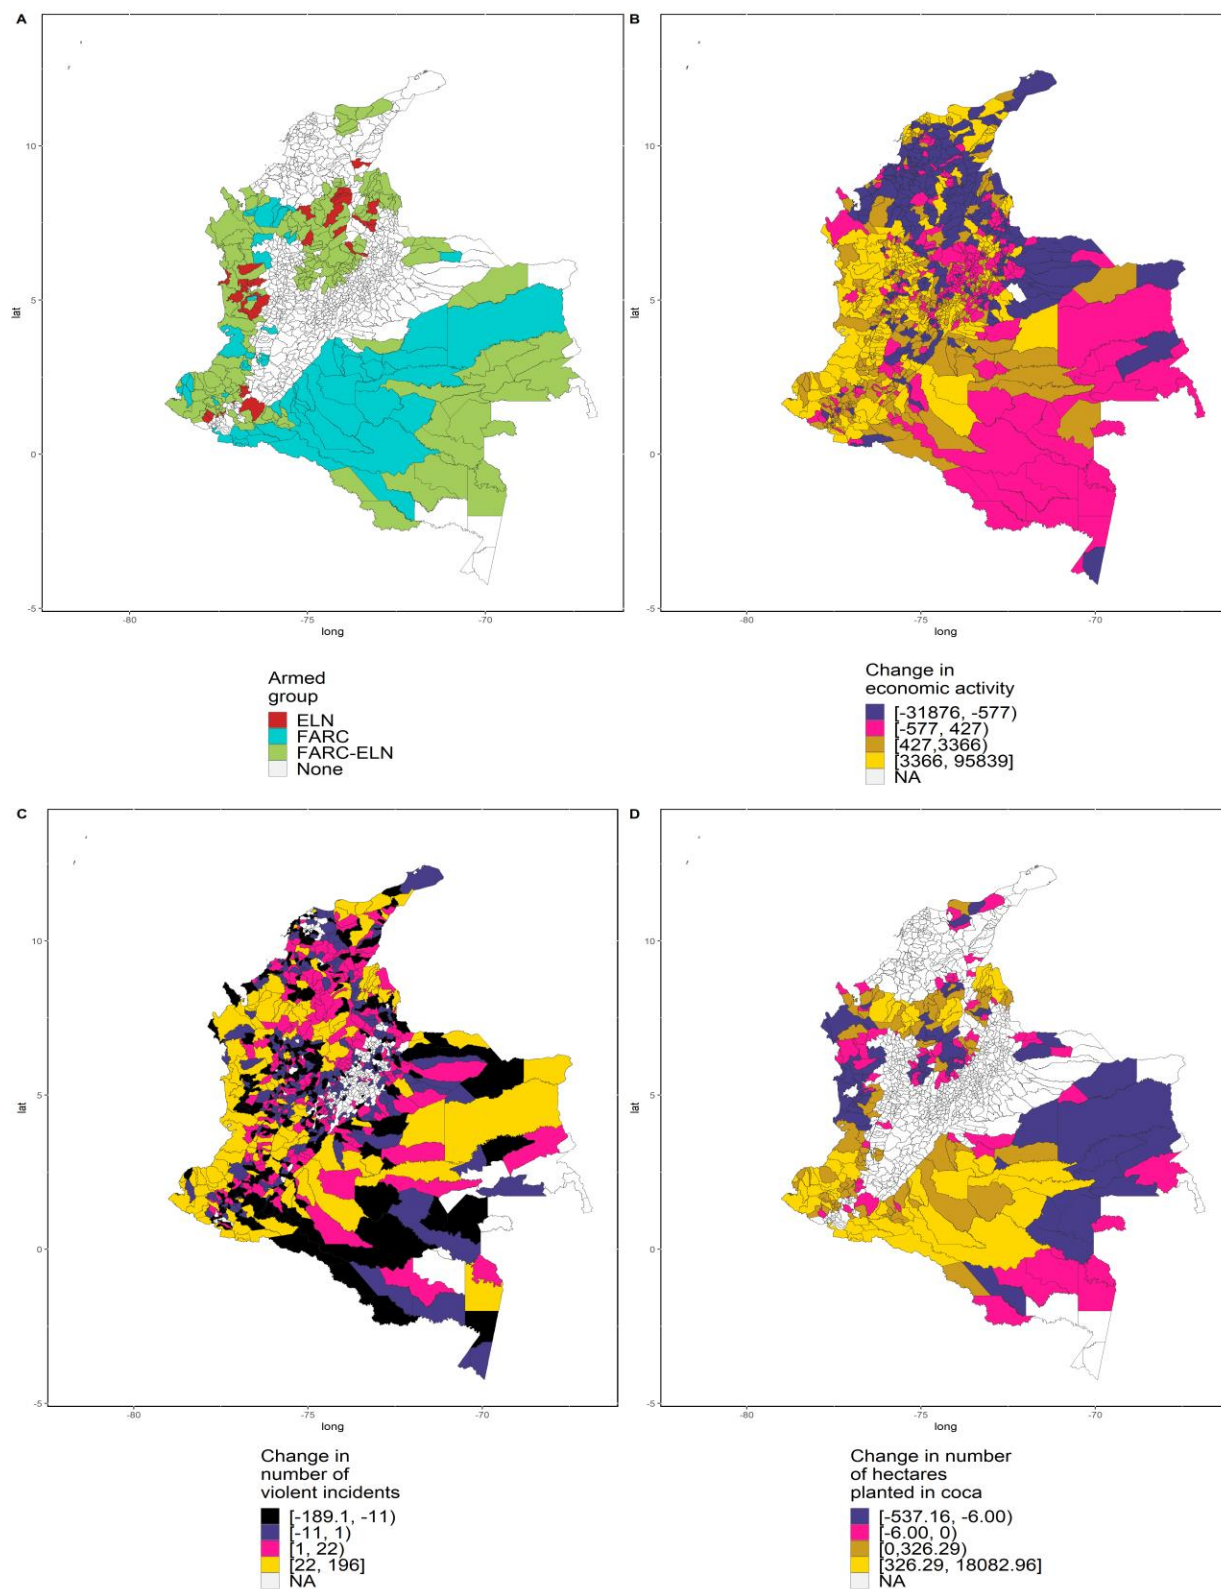 A
10
5
0
-5
lat
-80
-75
-70
long
Armed
group
ELN
FARC
FARC-ELN
None
B
10
5
0
-5
lat
-80
-75
-70
long
Change in
economic activity
[-31876, -577)
[-577, 427)
[427,3366)
[3366, 95839]
NA
C
10
5
0
-5
lat
-80
-75
-70
long
Change in
number of
violent incidents
[-189.1, -11)
[-11, 1)
[1, 22)
[22, 196]
NA
D
10
5
0
-5
lat
-80
-75
-70
long
Change in number
of hectares
planted in coca
[-537.16, -6.00)
[-6.00, 0)
[0,326.29)
[326.29, 18082.96]
NA